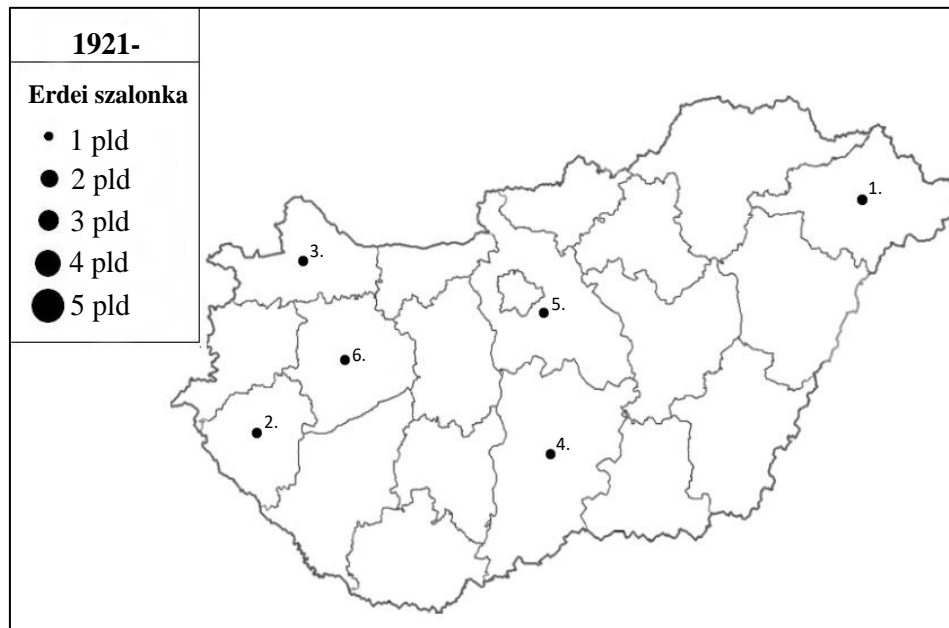 1921-
Erdei szalonka
1 pld
2 pld
3 pld
4 pld
5 pld
1.
3.
5.
6.
2.
4.